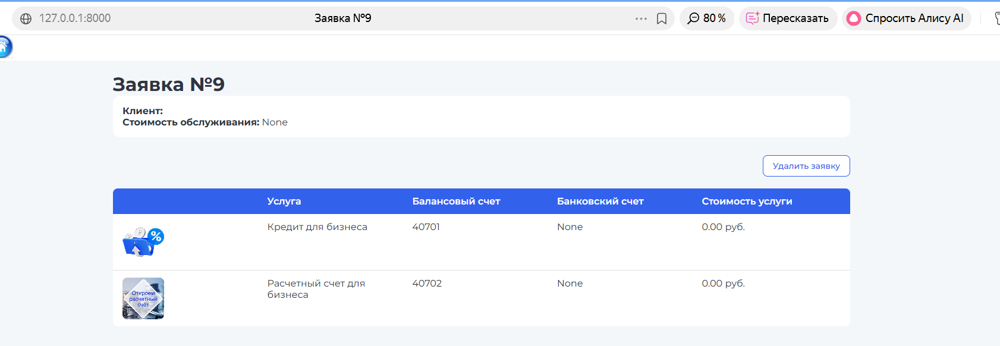 127.0.0.1:8000 Заявка №9 80 % Пересказать Спросить Алису AI
Заявка №9
Клиент:
Стоимость обслуживания: None
Удалить заявку
Услуга Балансовый счет Банковский счет Стоимость услуги
% Кредит для бизнеса 40701 None 0.00 руб.
Расчетный счет для 40702 None 0.00 руб.
бизнеса
Откроем
расчетный
счёт